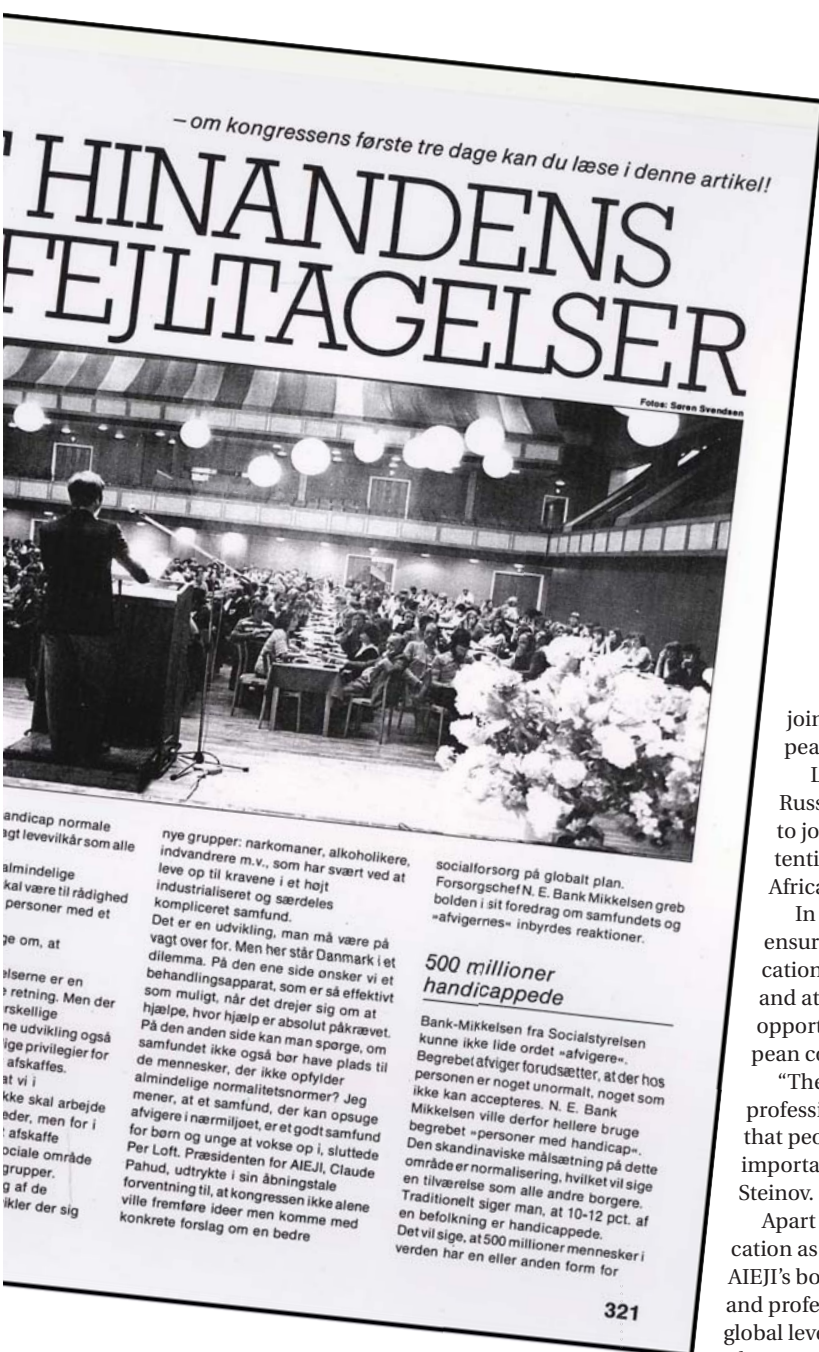 – om kongressens første tre dage kan du læse i denne artikel!
HINANDENS
FEJLTAGELSER
Fotos: Søren Svendsen
andicap normale
agt levevilkår som alle
almindelige
kal være til rådighed
personer med et
ge om, at
elserne er en
e retning. Men der
rskellige
ne udvikling også
lige privilegier for
afskaffes.
at vi i
kke skal arbejde
eder, men for i
afskaffe
ociale område
grupper.
g af de
ikler der sig
nye grupper: narkomaner, alkoholikere,
indvandrere m.v., som har svært ved at
leve op til kravene i et højt
industrialiseret og særdeles
kompliceret samfund.
Det er en udvikling, man må være på
vagt over for. Men her står Danmark i et
dilemma. På den ene side ønsker vi et
behandlingsapparat, som er så effektivt
som muligt, når det drejer sig om at
hjælpe, hvor hjælp er absolut påkrævet.
På den anden side kan man spørge, om
samfundet ikke også bør have plads til
de mennesker, der ikke opfylder
almindelige normalitetsnormer? Jeg
mener, at et samfund, der kan opsuge
afvigere i nærmiljøet, er et godt samfund
for børn og unge at vokse op i, sluttede
Per Loft. Præsidenten for AIEJI, Claude
Pahud, udtrykte i sin åbningstale
forventning til, at kongressen ikke alene
ville fremføre ideer men komme med
konkrete forslag om en bedre
socialforsorg på globalt plan.
Forsorgschef N. E. Bank Mikkelsen greb
bolden i sit foredrag om samfundets og
»afvigernes« inbyrdes reaktioner.
500 millioner
handicappede
Bank-Mikkelsen fra Socialstyrelsen
kunne ikke lide ordet »afvigere«.
Begrebet afviger forudsætter, at der hos
personen er noget unormalt, noget som
ikke kan accepteres. N. E. Bank
Mikkelsen ville derfor hellere bruge
begrebet »personer med handicap«.
Den skandinaviske målsætning på dette
område er normalisering, hvilket vil sige
en tilværelse som alle andre borgere.
Traditionelt siger man, at 10-12 pct. af
en befolkning er handicappede.
Det vil sige, at 500 millioner mennesker i
verden har en eller anden form for
321
join
pea
L
Russ
to jo
tenti
Africa
In
ensur
cation
and at
opport
pean co
"The
professi
that peo
importa
Steinov.
Apart
cation as
AIEJI's bo
and profe
global leve